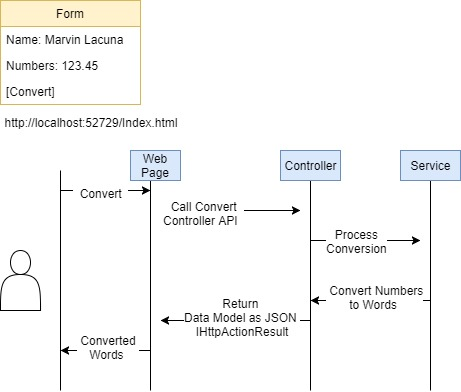 Form
Name: Marvin Lacuna
Numbers: 123.45
[Convert]
http://localhost:52729/Index.html
Web
Page
Controller
Service
Convert
Call Convert
Controller API
Process
Conversion
Convert Numbers
to Words
Return
Data Model as JSON
IHttpActionResult
Converted
Words